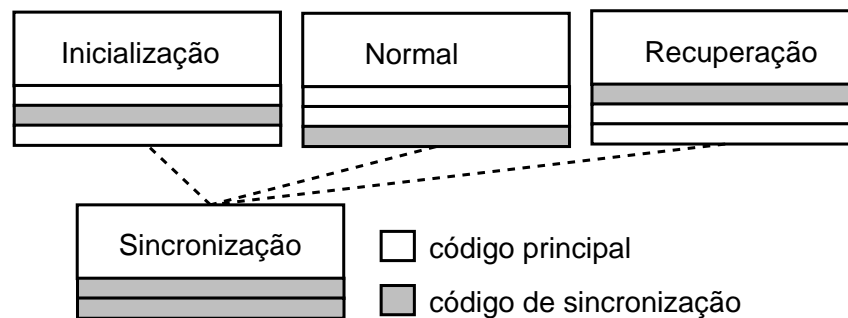 Inicialização
Normal
Recuperação
Sincronização
código principal
código de sincronização